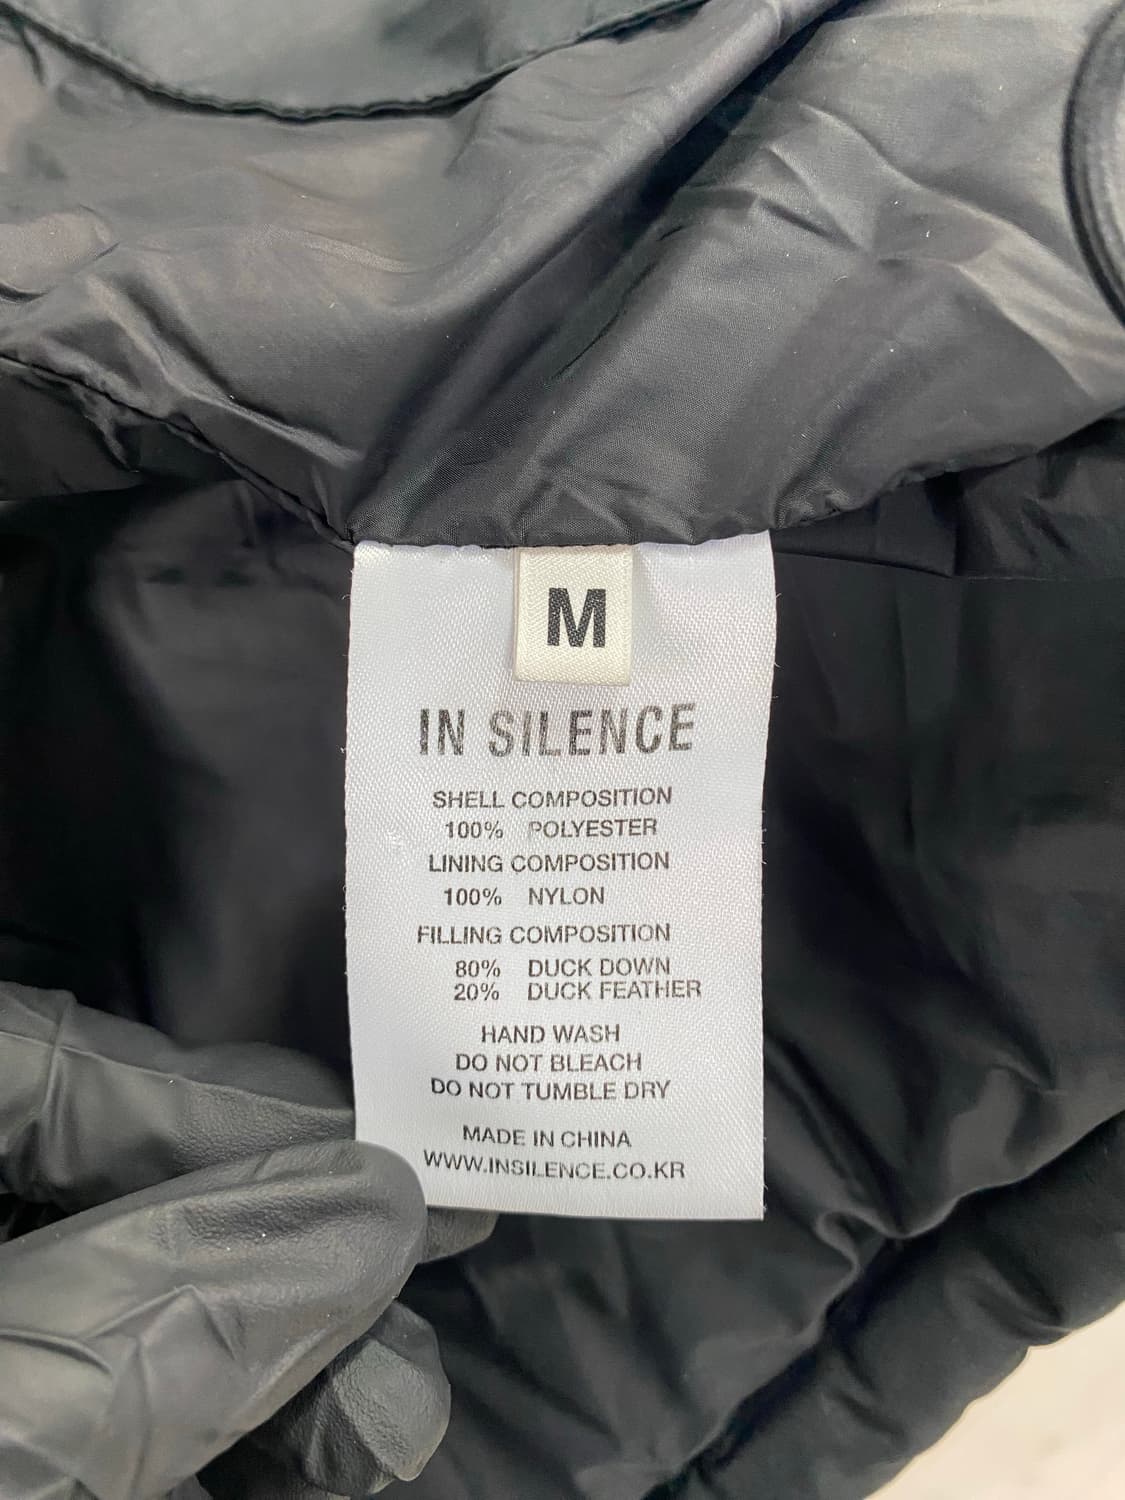 M
IN SILENCE
SHELL COMPOSITION
100% POLYESTER
LINING COMPOSITION
100% NYLON
FILLING COMPOSITION
80% DUCK DOWN
20% DUCK FEATHER
HAND WASH
DO NOT BLEACH
DO NOT TUMBLE DRY
MADE IN CHINA
WWW.INSILENCE.CO.KR